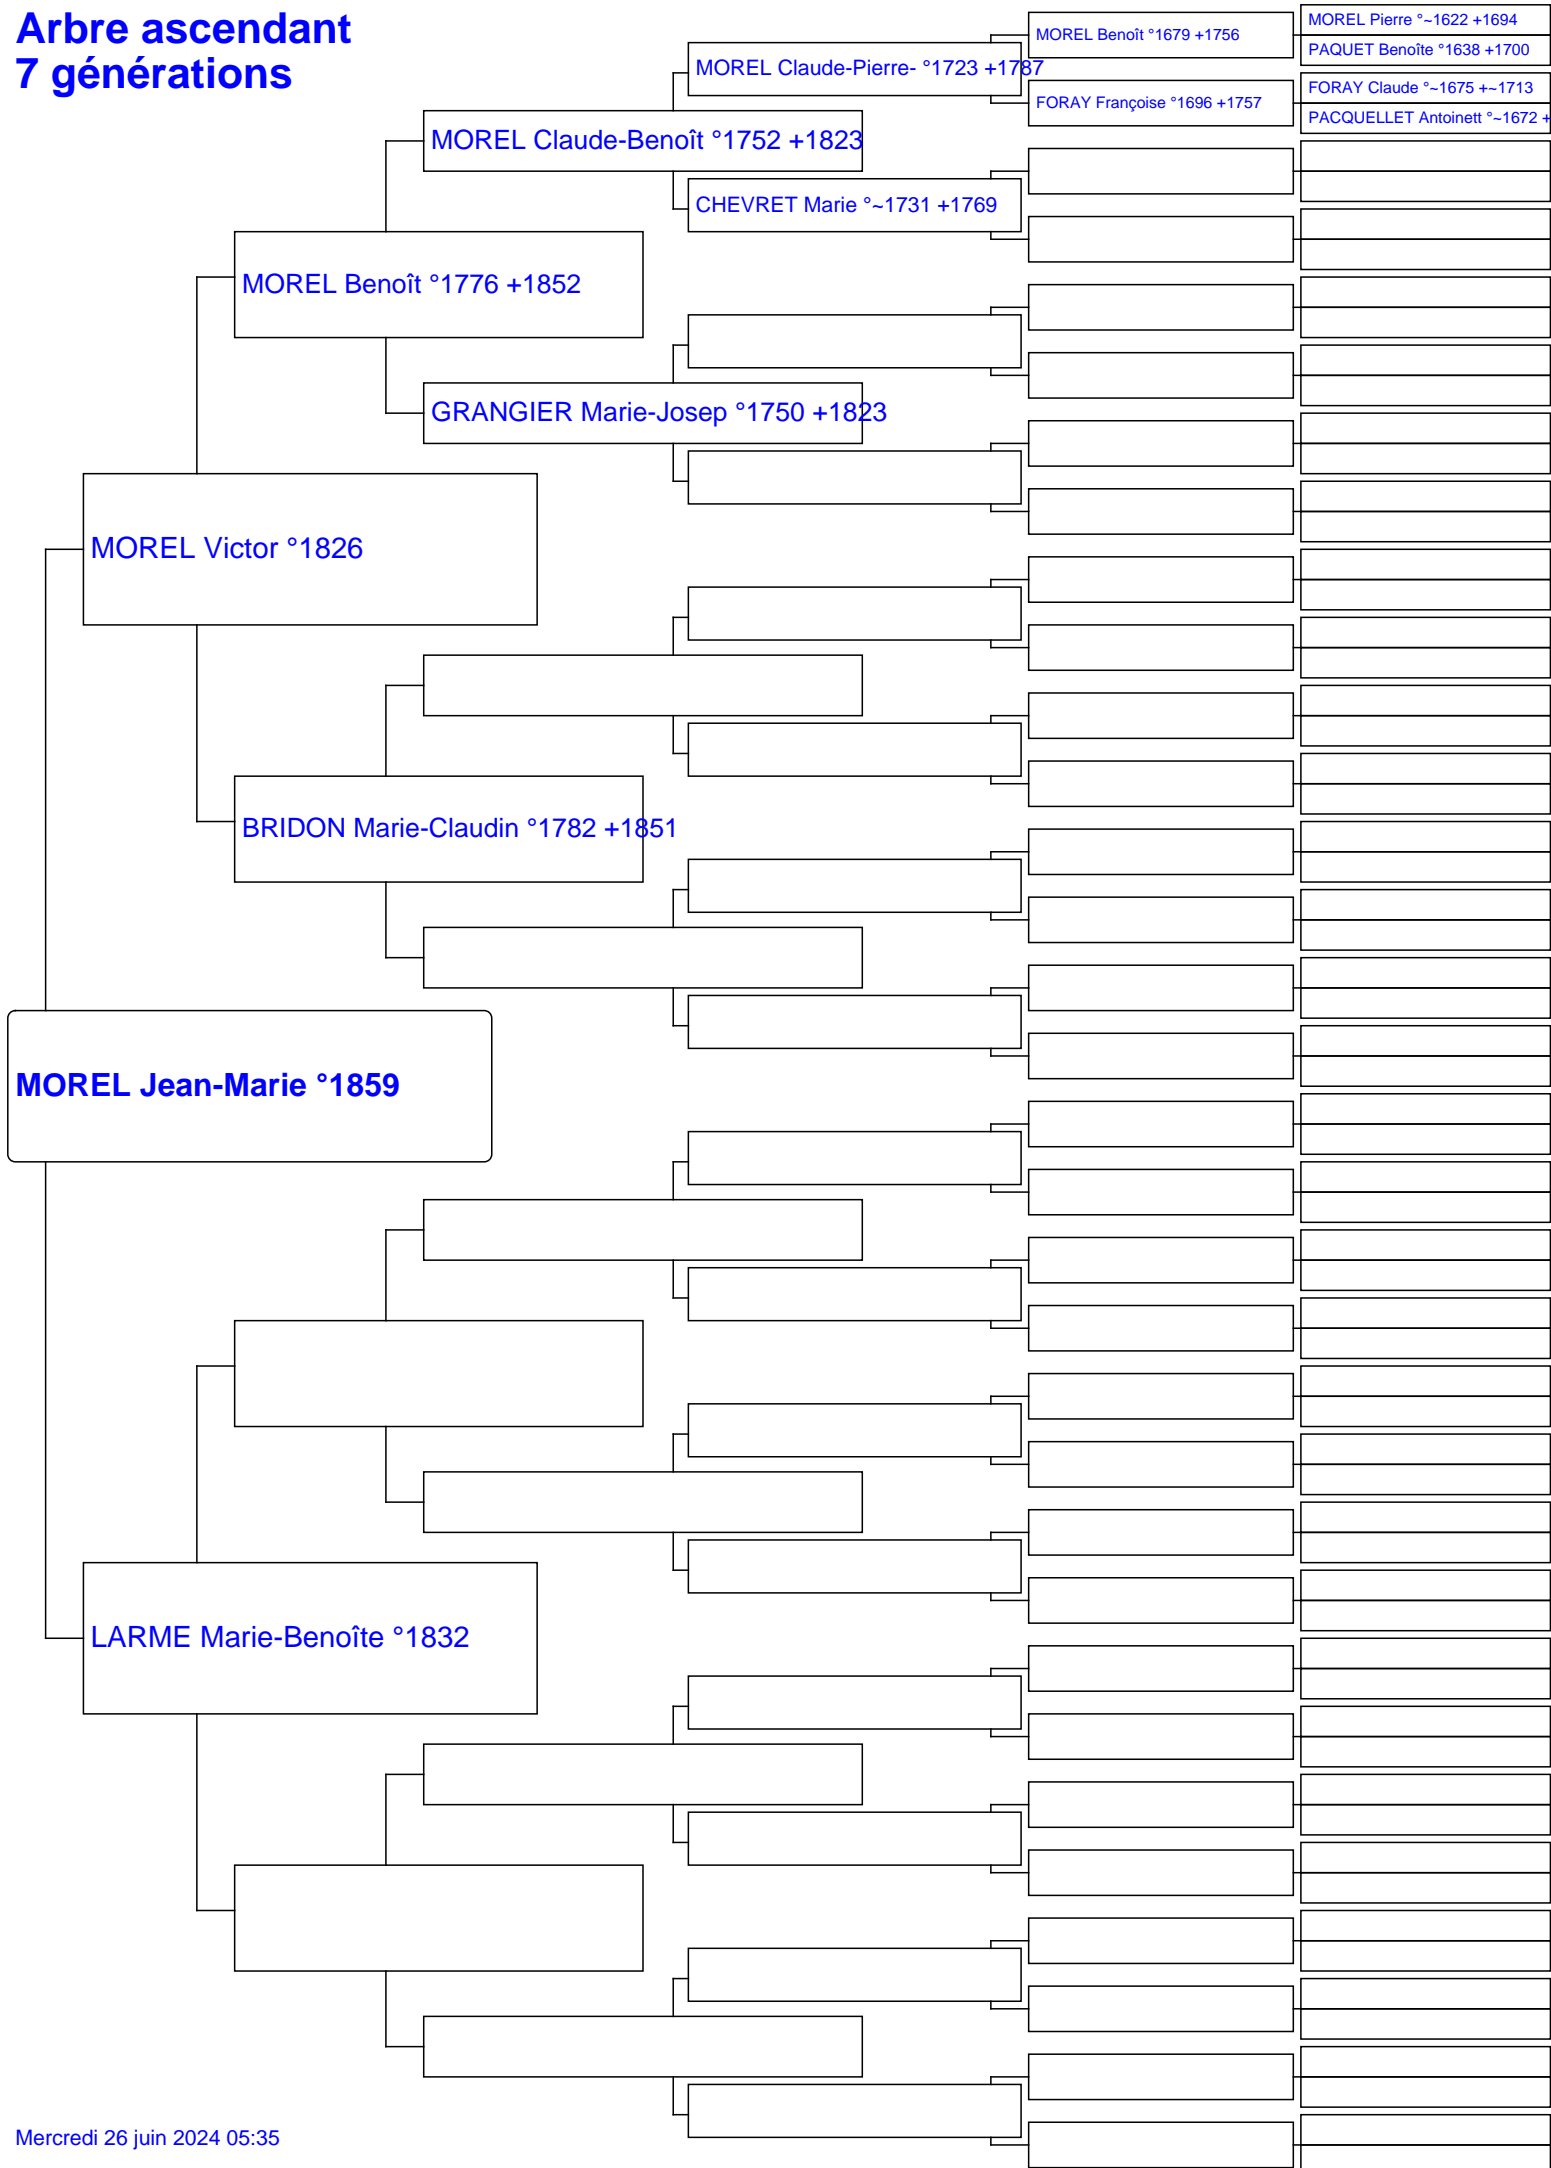 Arbre ascendant
7 générations
MOREL Pierre °~1622 +1694
MOREL Benoît °1679 +1756
PAQUET Benoîte °1638 +1700
MOREL Claude-Pierre- °1723 +1787
FORAY Claude °~1675 +~1713
FORAY Françoise °1696 +1757
PACQUELLET Antoinett °~1672 +
MOREL Claude-Benoît °1752 +1823
CHEVRET Marie °~1731 +1769
MOREL Benoît °1776 +1852
GRANGIER Marie-Josep °1750 +1823
MOREL Victor °1826
BRIDON Marie-Claudin °1782 +1851
MOREL Jean-Marie °1859
LARME Marie-Benoîte °1832
Mercredi 26 juin 2024 05:35